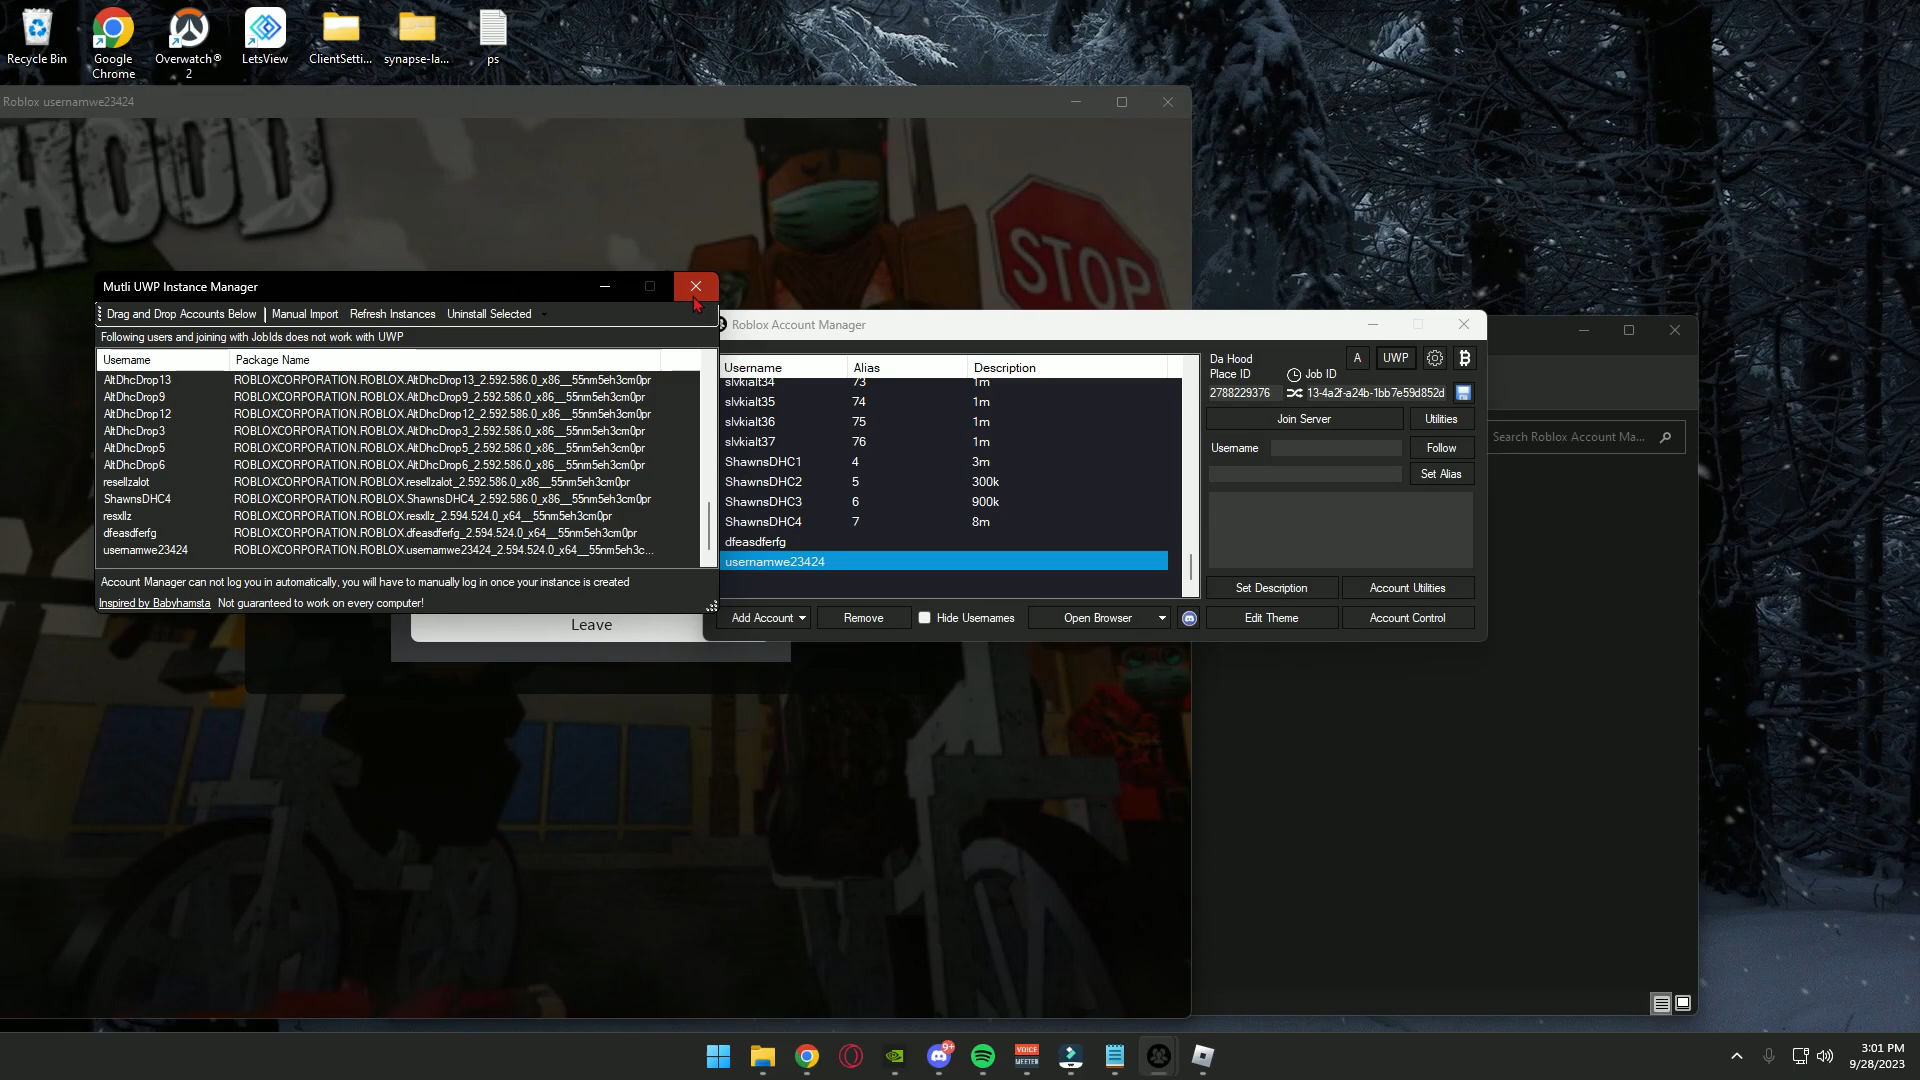 Recycle Bin
Google
Chrome
Overwatch®
2
LetsView
ClientSetti...
synapse-la...
ps
Roblox usernamwe23424
HOOD
STOP
Mutli UWP Instance Manager
Drag and Drop Accounts Below
Manual Import
Refresh Instances
Uninstall Selected
Following users and joining with JobIds does not work with UWP
Username Package Name
AltDhcDrop13 ROBLOXCORPORATION.ROBLOX.AltDhcDrop13_2.592.586.0_x86__55nm5eh3cm0pr
AltDhcDrop9 ROBLOXCORPORATION.ROBLOX.AltDhcDrop9_2.592.586.0_x86__55nm5eh3cm0pr
AltDhcDrop12 ROBLOXCORPORATION.ROBLOX.AltDhcDrop12_2.592.586.0_x86__55nm5eh3cm0pr
AltDhcDrop3 ROBLOXCORPORATION.ROBLOX.AltDhcDrop3_2.592.586.0_x86__55nm5eh3cm0pr
AltDhcDrop5 ROBLOXCORPORATION.ROBLOX.AltDhcDrop5_2.592.586.0_x86__55nm5eh3cm0pr
AltDhcDrop6 ROBLOXCORPORATION.ROBLOX.AltDhcDrop6_2.592.586.0_x86__55nm5eh3cm0pr
resellzalot ROBLOXCORPORATION.ROBLOX.resellzalot_2.592.586.0_x86__55nm5eh3cm0pr
ShawnsDHC4 ROBLOXCORPORATION.ROBLOX.ShawnsDHC4_2.592.586.0_x86__55nm5eh3cm0pr
resxllz ROBLOXCORPORATION.ROBLOX.resxllz_2.594.524.0_x64__55nm5eh3cm0pr
dfeasdferfg ROBLOXCORPORATION.ROBLOX.dfeasdferfg_2.594.524.0_x64__55nm5eh3cm0pr
usernamwe23424 ROBLOXCORPORATION.ROBLOX.usernamwe23424_2.594.524.0_x64__55nm5eh3c...
Account Manager can not log you in automatically, you will have to manually log in once your instance is created
Inspired by Babyhamsta Not guaranteed to work on every computer!
Leave
Roblox Account Manager
Username Alias Description
slvkialt34 73 1m
slvkialt35 74 1m
slvkialt36 75 1m
slvkialt37 76 1m
ShawnsDHC1 4 3m
ShawnsDHC2 5 300k
ShawnsDHC3 6 900k
ShawnsDHC4 7 8m
dfeasdferfg
usernamwe23424
Add Account
Remove
Hide Usernames
Open Browser
Da Hood
A
UWP
Place ID
Job ID
2788229376
13-4a2f-a24b-1bb7e59d852d
Join Server
Utilities
Username
Follow
Set Alias
Set Description
Account Utilities
Edit Theme
Account Control
Search Roblox Account Ma...
9+
VOICE
MEETER
3:01 PM
9/28/2023